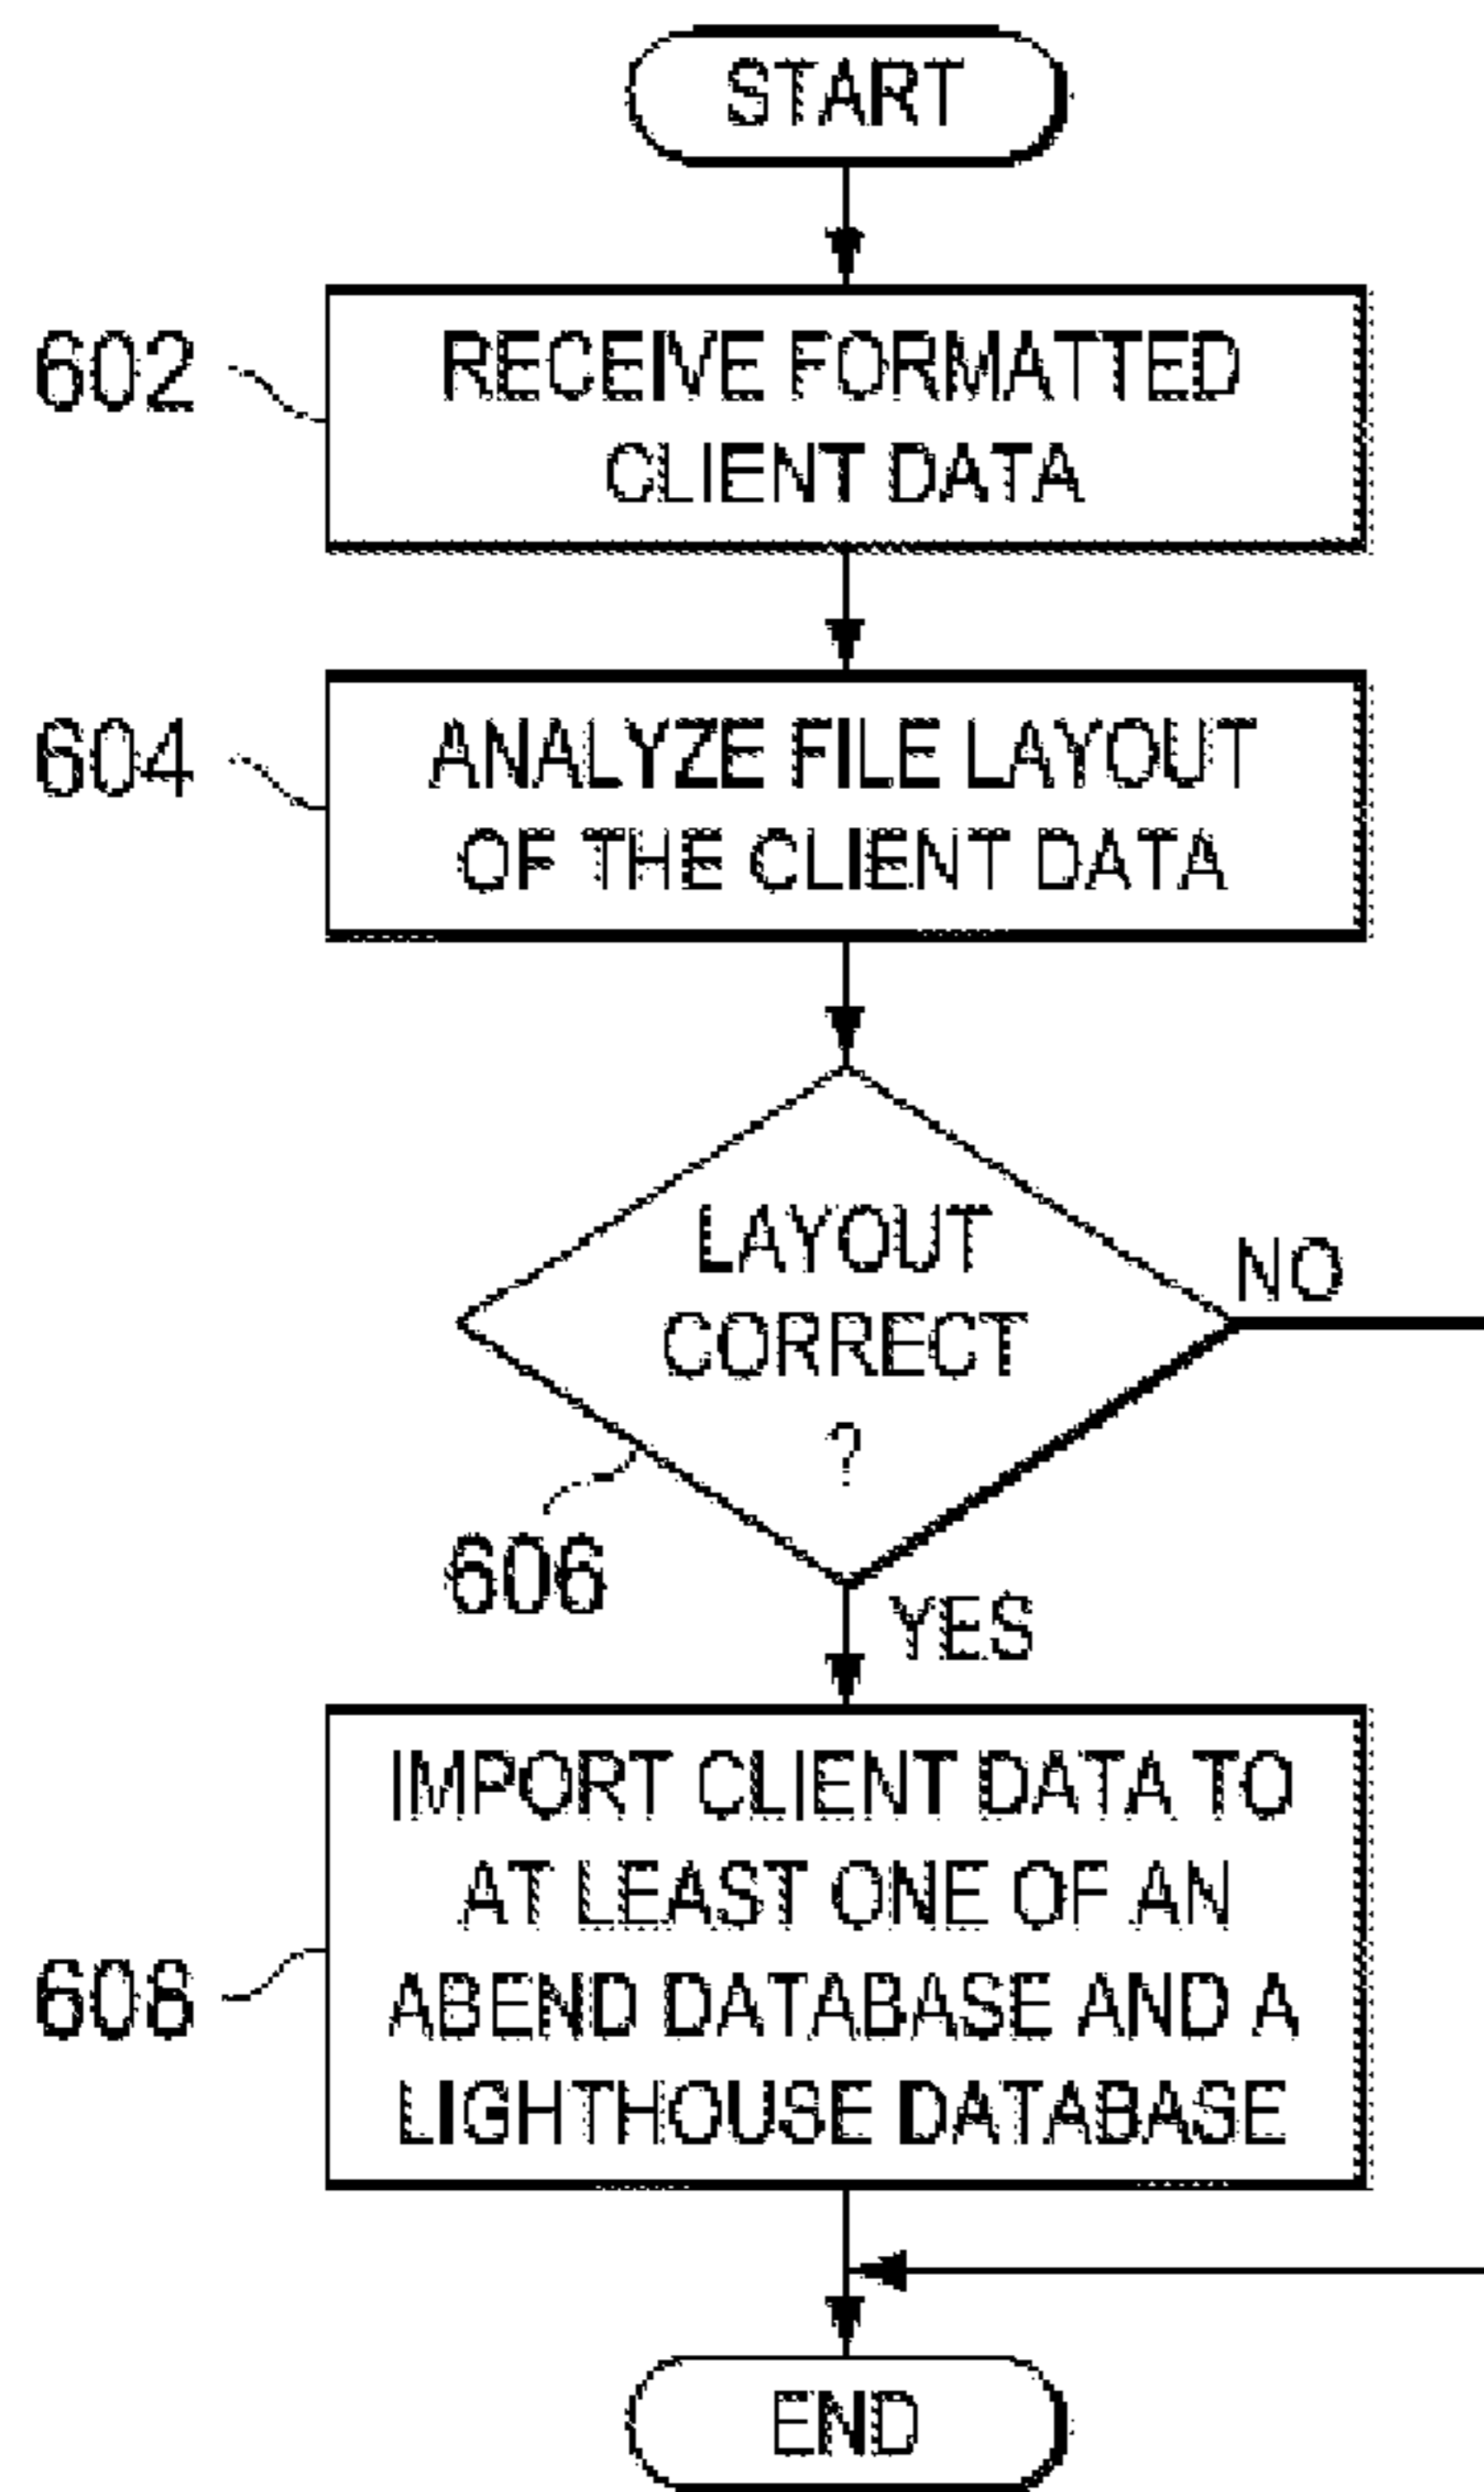 START
602
RECEIVE FORMATTED
CLIENT DATA
604
ANALYZE FILE LAYOUT
OF THE CLIENT DATA
LAYOUT
CORRECT
?
NO
606
YES
IMPORT CLIENT DATA TO
AT LEAST ONE OF AN
ABEND DATABASE AND A
LIGHTHOUSE DATABASE
608
END